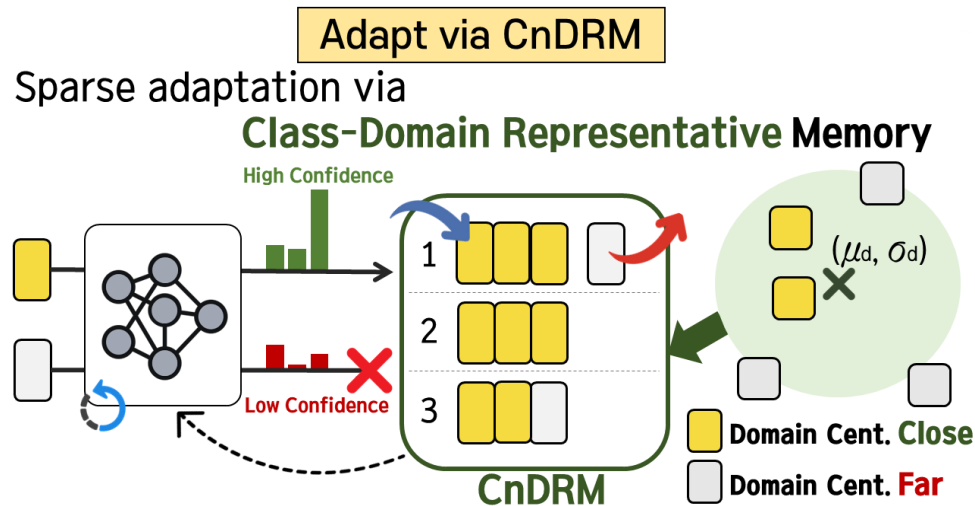 Adapt via CnDRM
Sparse adaptation via
Class-Domain Representative Memory
High Confidence
(μd, σd)
1
2
3
Low Confidence
CnDRM
Domain Cent. Close
Domain Cent. Far